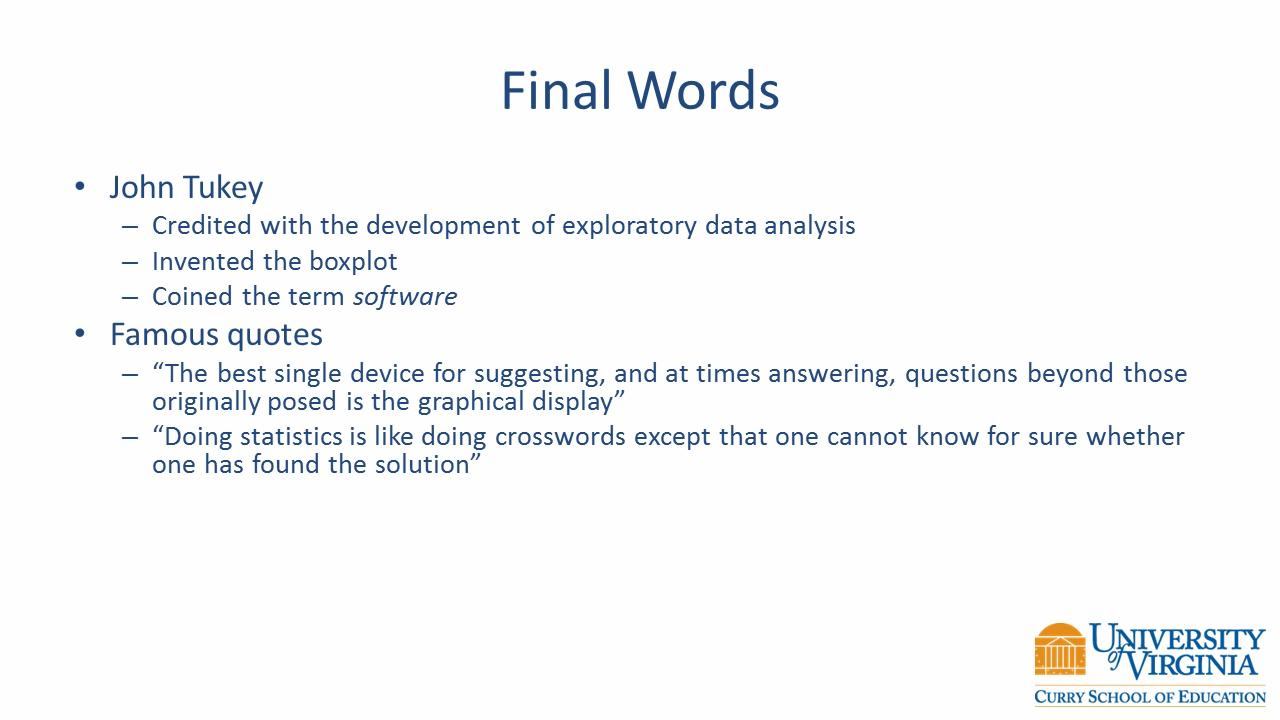 Final Words
• John Tukey
– Credited with the development of exploratory data analysis
– Invented the boxplot
– Coined the term software
• Famous quotes
– “The best single device for suggesting, and at times answering, questions beyond those
originally posed is the graphical display”
– “Doing statistics is like doing crosswords except that one cannot know for sure whether
one has found the solution”
UNIVERSITY
of VIRGINIA
CURRY SCHOOL OF EDUCATION